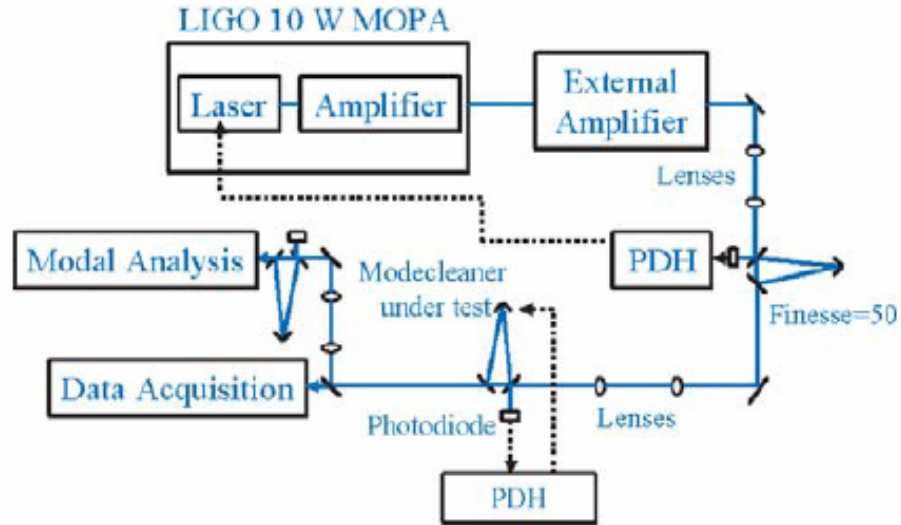 LIGO 10 W MOPA
Laser
Amplifier
External
Amplifier
Lenses
PDH
Finesse=50
Modal Analysis
Modecleaner
under test
Data Acquisition
Photodiode
Lenses
PDH